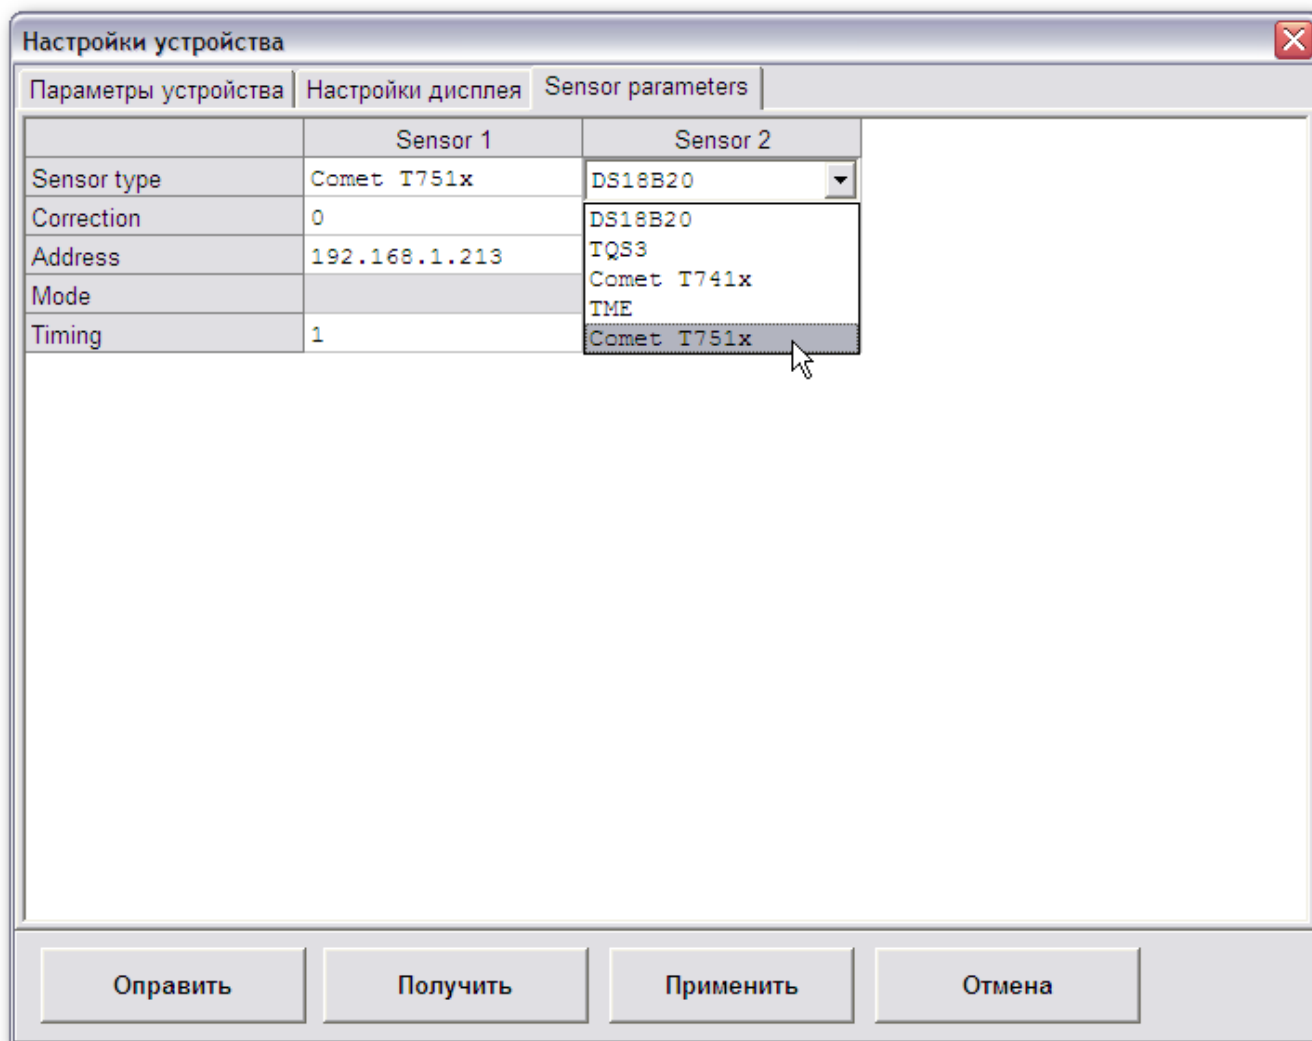 Настройки устройства
Параметры устройства Настройки дисплея Sensor parameters
Sensor 1 Sensor 2
Sensor type Comet T751x DS18B20
Correction 0 DS18B20
TQS3
Address 192.168.1.213
Comet T741x
Mode
TME
Timing 1 Comet T751x
Оправить Получить Применить Отмена